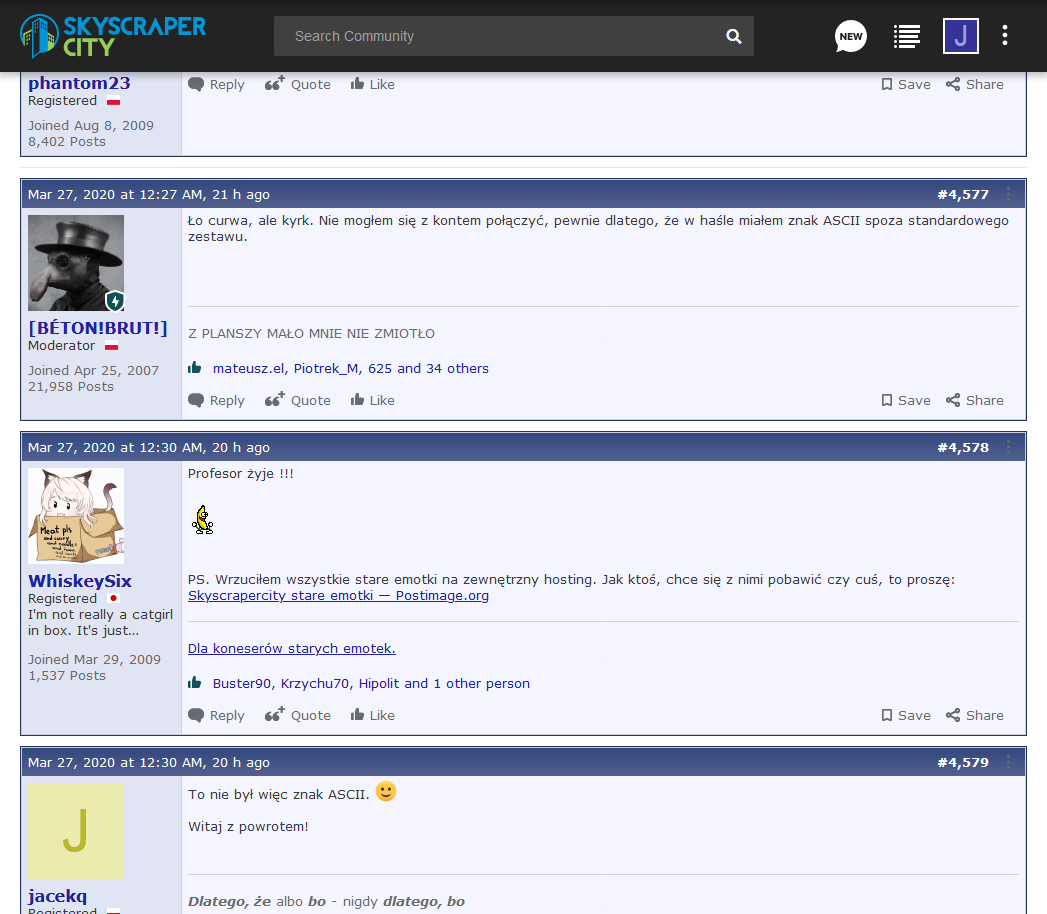 SKYSCRAPER
CITY
Search Community
NEW
J
phantom23
Registered
Joined Aug 8, 2009
8,402 Posts
Reply Quote Like Save Share
Mar 27, 2020 at 12:27 AM, 21 h ago #4,577
Ło curwa, ale kyrk. Nie mogłem się z kontem połączyć, pewnie dlatego, że w haśle miałem znak ASCII spoza standardowego
zestawu.
[BÉTON!BRUT!]
Moderator
Joined Apr 25, 2007
21,958 Posts
Z PLANSZY MAŁO MNIE NIE ZMIOTŁO
mateusz.el, Piotrek_M, 625 and 34 others
Reply Quote Like Save Share
Mar 27, 2020 at 12:30 AM, 20 h ago #4,578
Meat pls
and curry
and noodles
WhiskeySix
Registered
I'm not really a catgirl
in box. It's just...
Joined Mar 29, 2009
1,537 Posts
Profesor żyje !!!
PS. Wrzuciłem wszystkie stare emotki na zewnętrzny hosting. Jak ktoś, chce się z nimi pobawić czy cuś, to proszę:
Skyscrapercity stare emotki — Postimage.org
Dla koneserów starych emotek.
Buster90, Krzychu70, Hipolit and 1 other person
Reply Quote Like Save Share
Mar 27, 2020 at 12:30 AM, 20 h ago #4,579
J
jacekq
Registered
To nie był więc znak ASCII.
Witaj z powrotem!
Dlatego, że albo bo - nigdy dlatego, bo